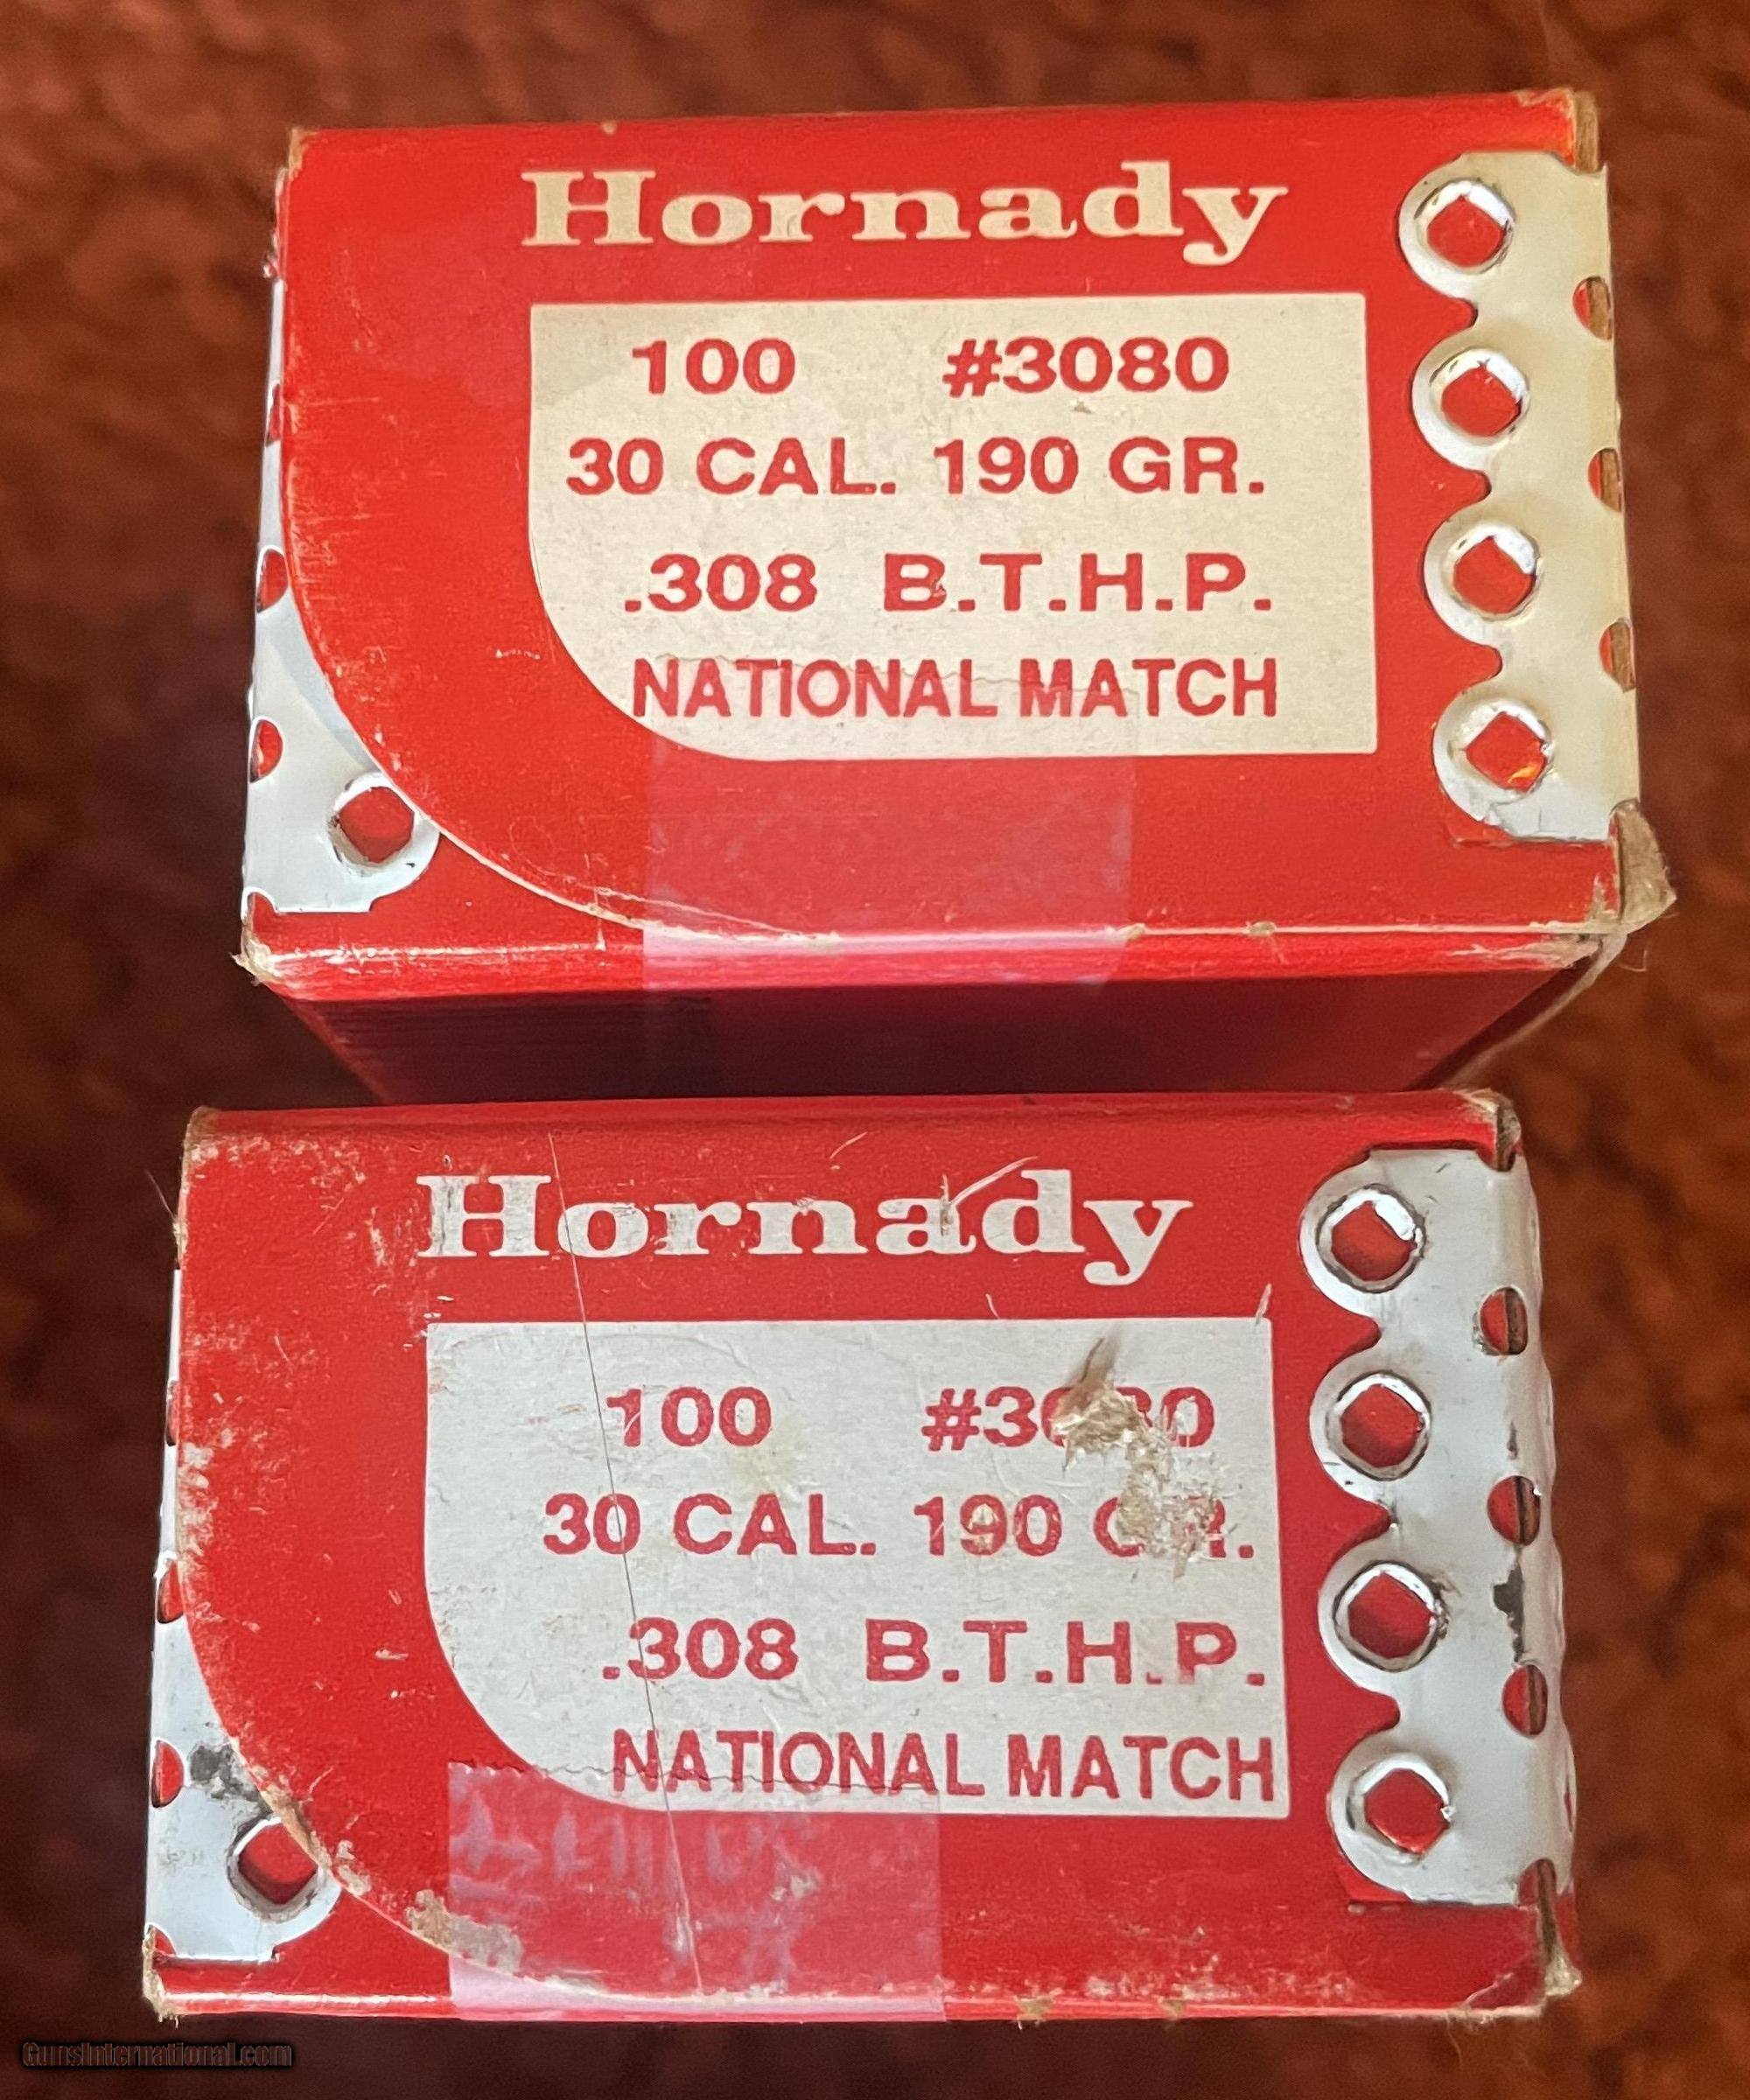 Hornady
100 #3080
30 CAL. 190 GR.
.308 B.T.H.P.
NATIONAL MATCH
Hornady
100
30 CAL. 190 GR.
.308 B.T.H.P.
NATIONAL MATCH
GunsInternational.com